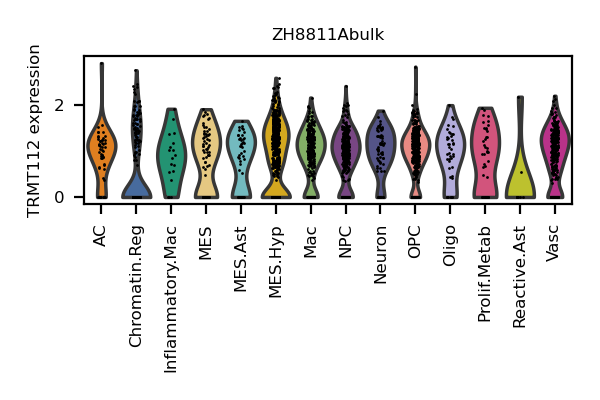 ZH8811Abulk
TRMT112 expression
2
0
AC
Chromatin.Reg
Inflammatory.Mac
MES
MES.Ast
MES.Hyp
Mac
NPC
Neuron
OPC
Oligo
Prolif.Metab
Reactive.Ast
Vasc